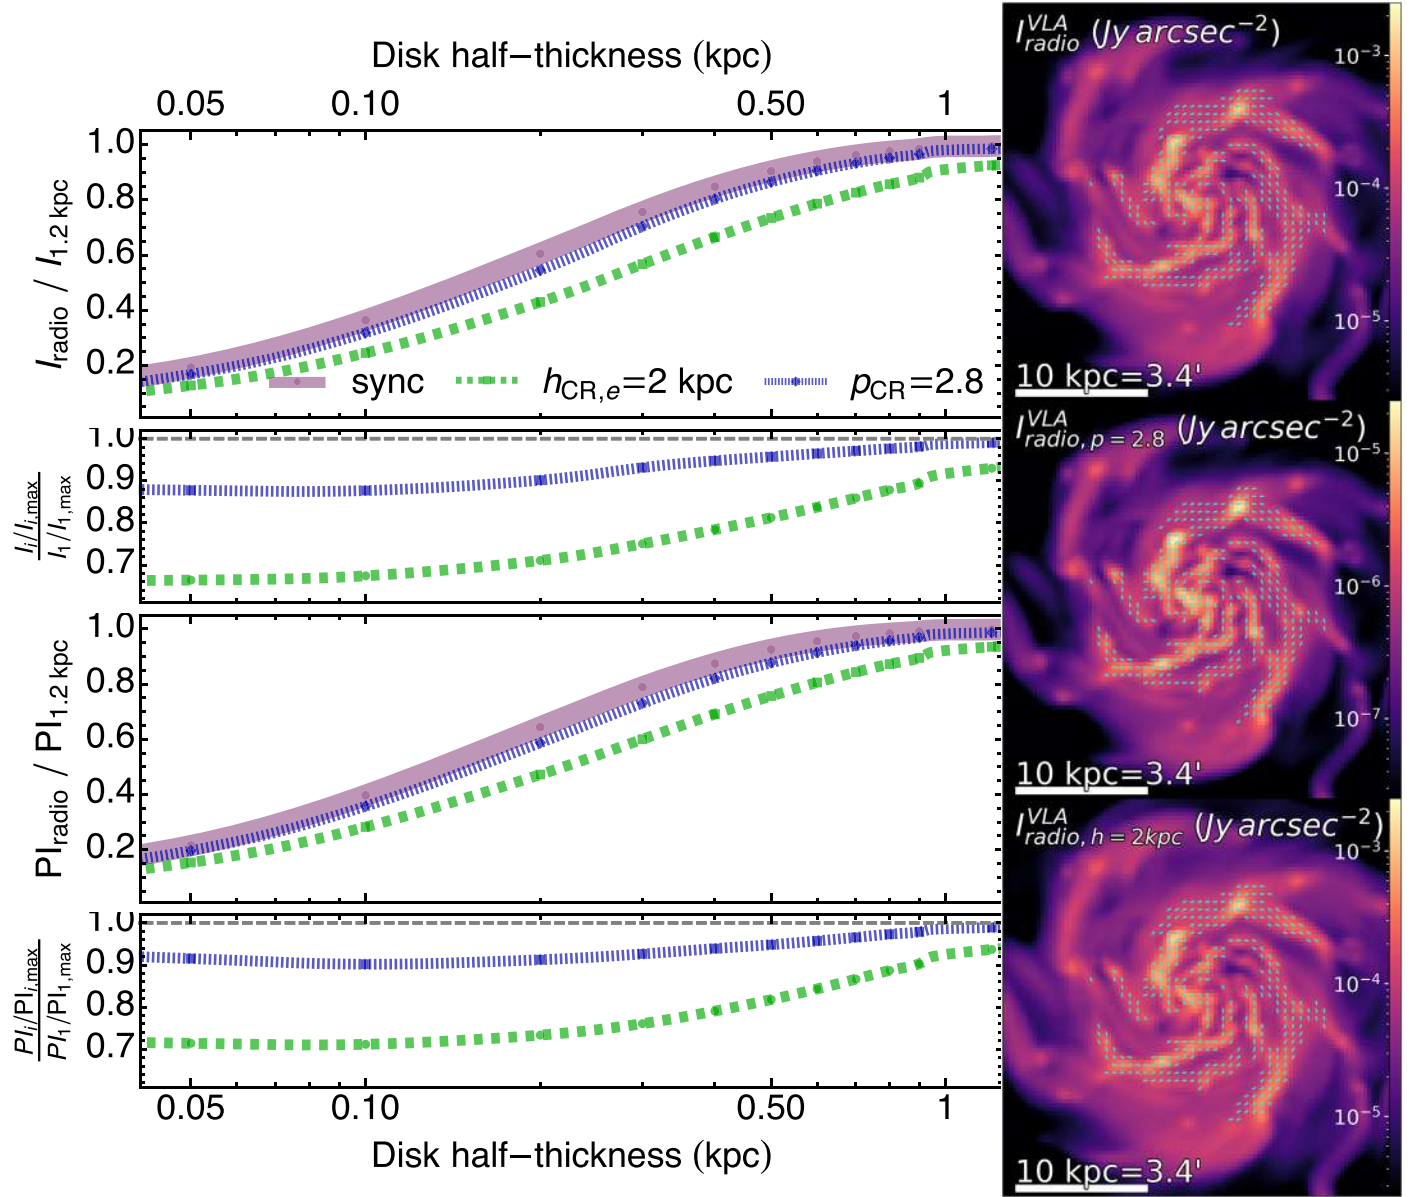 Disk half−thickness (kpc)
0.05 0.10 0.50 1
1.0
0.8
0.6
0.4
0.2
I_radio / I_1.2 kpc
sync h_CR,e=2 kpc p_CR=2.8
1.0
0.9
0.8
0.7
I_i/I_i,max
I_1/I_1,max
1.0
0.8
0.6
0.4
0.2
PI_radio / PI_1.2 kpc
1.0
0.9
0.8
0.7
PI_i/PI_i,max
PI_1/PI_1,max
0.05 0.10 0.50 1
Disk half−thickness (kpc)
I^VLA_radio (Jy arcsec^−2)
10^−3
10^−4
10^−5
10 kpc=3.4'
I^VLA_radio, p = 2.8 (Jy arcsec^−2)
10^−5
10^−6
10^−7
10 kpc=3.4'
I^VLA_radio, h = 2kpc (Jy arcsec^−2)
10^−3
10^−4
10^−5
10 kpc=3.4'